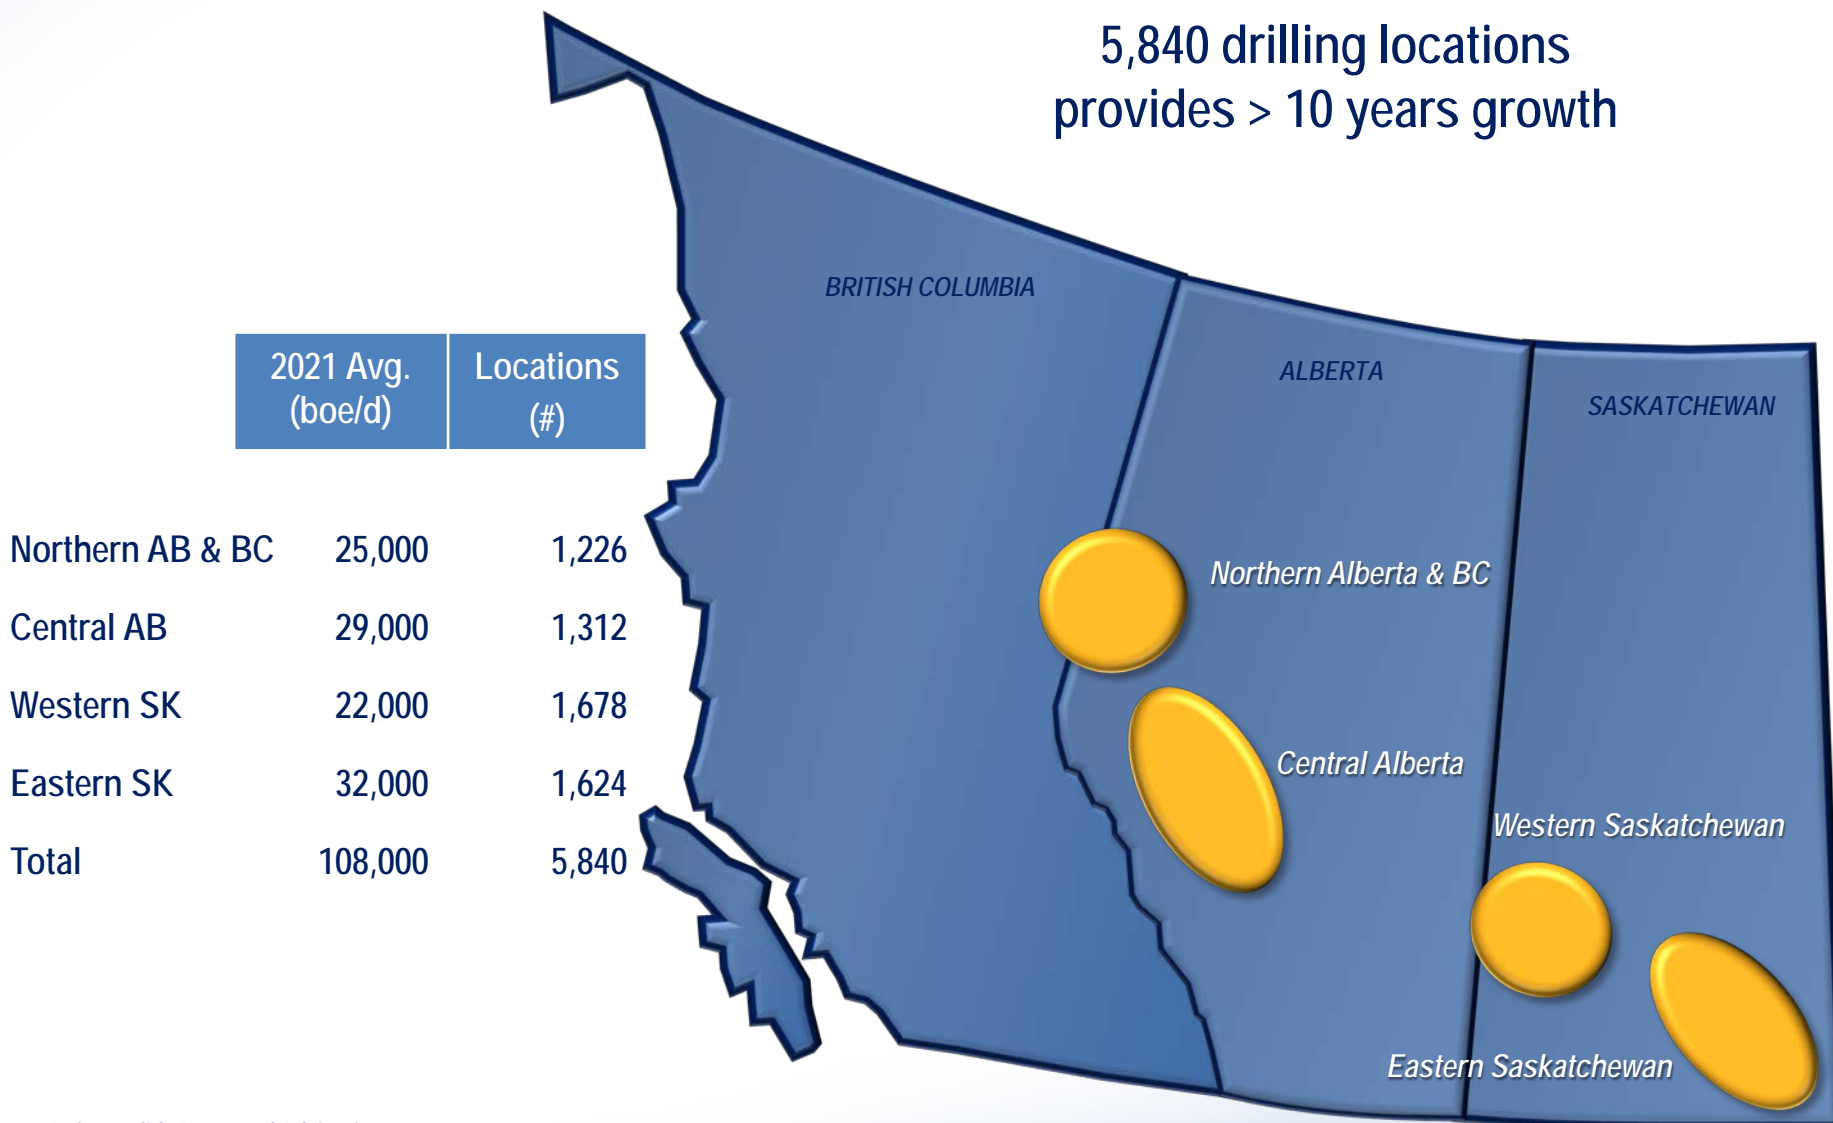 5,840 drilling locations
provides > 10 years growth
BRITISH COLUMBIA
ALBERTA
SASKATCHEWAN
2021 Avg. (boe/d) Locations (#)
Northern AB & BC 25,000 1,226
Central AB 29,000 1,312
Western SK 22,000 1,678
Eastern SK 32,000 1,624
Total 108,000 5,840
Northern Alberta & BC
Central Alberta
Western Saskatchewan
Eastern Saskatchewan